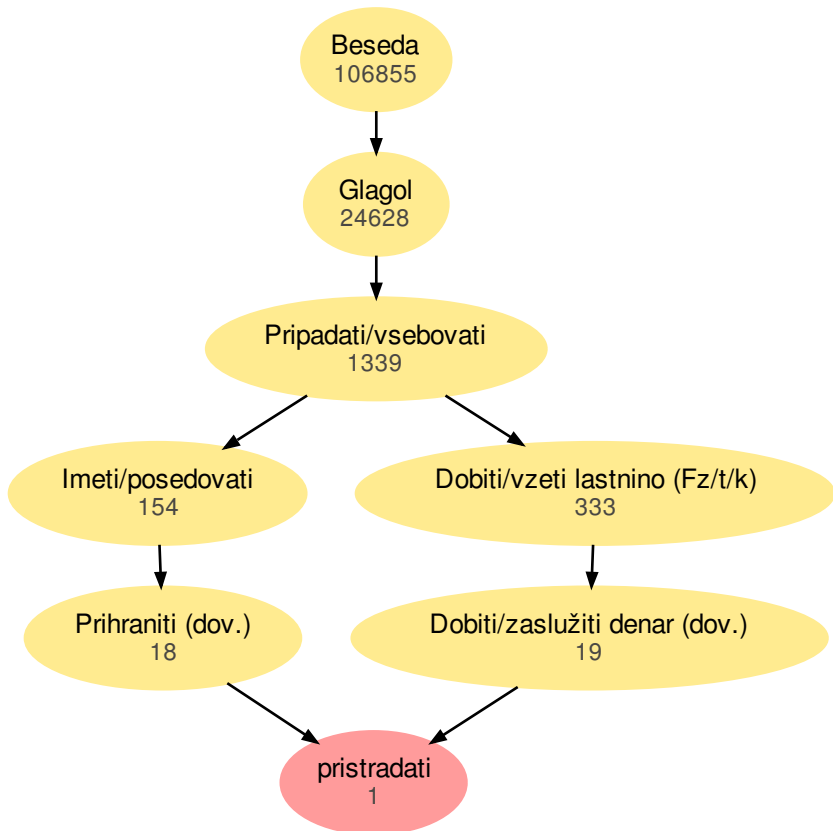 Beseda
106855
Glagol
24628
Pripadati/vsebovati
1339
Imeti/posedovati
154
Dobiti/vzeti lastnino (Fz/t/k)
333
Prihraniti (dov.)
18
Dobiti/zaslužiti denar (dov.)
19
pristradati
1